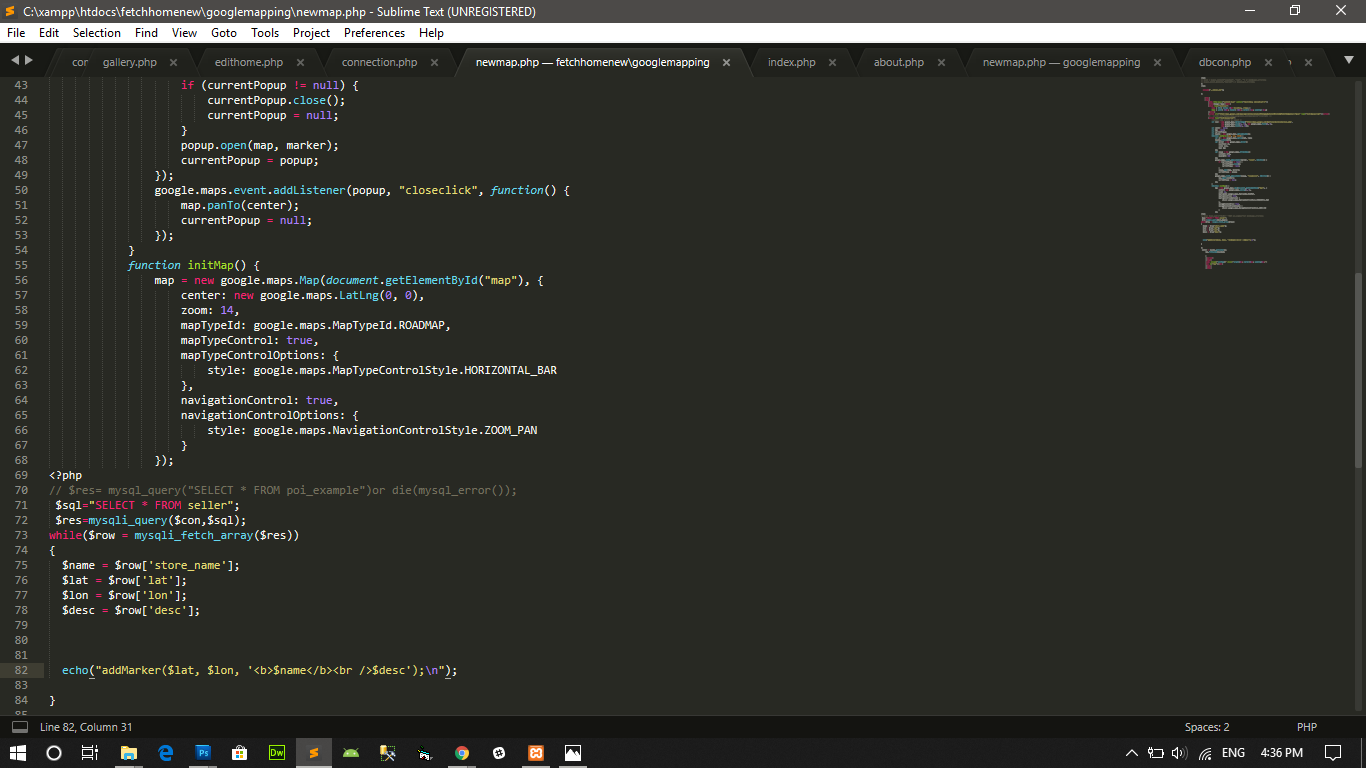 C:\xampp\htdocs\fetchhomenew\googlemapping\newmap.php - Sublime Text (UNREGISTERED)
File Edit Selection Find View Goto Tools Project Preferences Help
cor gallery.php edithome.php connection.php newmap.php — fetchhomenew\googlemapping index.php about.php newmap.php — googlemapping dbcon.php
43 if (currentPopup != null) {
44 currentPopup.close();
45 currentPopup = null;
46 }
47 popup.open(map, marker);
48 currentPopup = popup;
49 });
50 google.maps.event.addListener(popup, "closeclick", function() {
51 map.panTo(center);
52 currentPopup = null;
53 });
54 }
55 function initMap() {
56 map = new google.maps.Map(document.getElementById("map"), {
57 center: new google.maps.LatLng(0, 0),
58 zoom: 14,
59 mapTypeId: google.maps.MapTypeId.ROADMAP,
60 mapTypeControl: true,
61 mapTypeControlOptions: {
62 style: google.maps.MapTypeControlStyle.HORIZONTAL_BAR
63 },
64 navigationControl: true,
65 navigationControlOptions: {
66 style: google.maps.NavigationControlStyle.ZOOM_PAN
67 }
68 });
69 <?php
70 // $res= mysql_query("SELECT * FROM poi_example")or die(mysql_error());
71 $sql="SELECT * FROM seller";
72 $res=mysqli_query($con,$sql);
73 while($row = mysqli_fetch_array($res))
74 {
75 $name = $row['store_name'];
76 $lat = $row['lat'];
77 $lon = $row['lon'];
78 $desc = $row['desc'];
79
80
81
82 echo("addMarker($lat, $lon, '<b>$name</b><br />$desc');\n");
83
84 }
85
Line 82, Column 31 Spaces: 2 PHP
Ps Dw ENG 4:36 PM